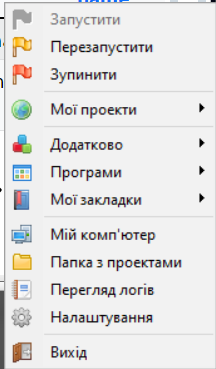 Запустити
Перезапустити
Зупинити
Мої проекти
Додатково
Програми
Мої закладки
Мій комп'ютер
Папка з проектами
Перегляд логів
Налаштування
Вихід